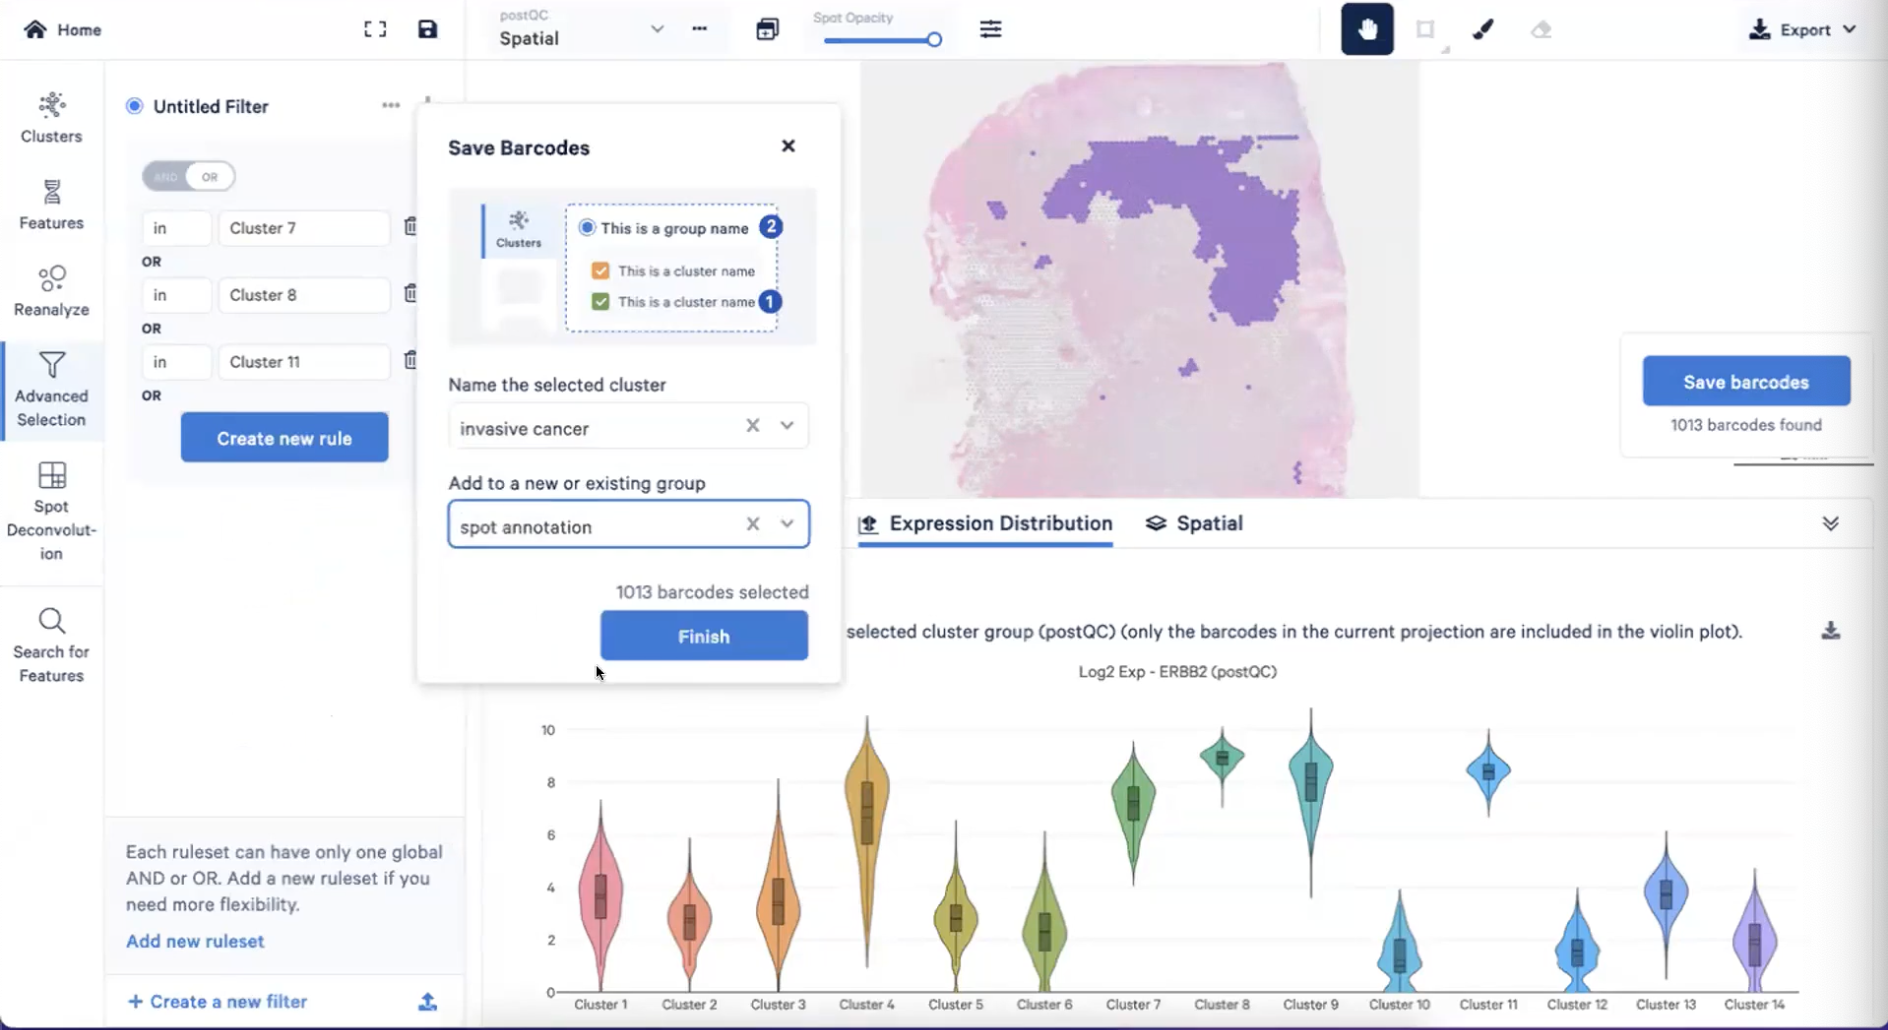 Home
postQC
Spatial
Spot Opacity
Export
Clusters
Features
Reanalyze
Advanced
Selection
Spot
Deconvolut-
ion
Search for
Features
Untitled Filter
AND OR
in Cluster 7
OR
in Cluster 8
OR
in Cluster 11
OR
Create new rule
Each ruleset can have only one global
AND or OR. Add a new ruleset if you
need more flexibility.
Add new ruleset
+ Create a new filter
Save Barcodes
Clusters
This is a group name 2
This is a cluster name
This is a cluster name 1
Name the selected cluster
invasive cancer
Add to a new or existing group
spot annotation
1013 barcodes selected
Finish
Save barcodes
1013 barcodes found
Expression Distribution
Spatial
selected cluster group (postQC) (only the barcodes in the current projection are included in the violin plot).
Log2 Exp - ERBB2 (postQC)
10
8
6
4
2
0
Cluster 1 Cluster 2 Cluster 3 Cluster 4 Cluster 5 Cluster 6 Cluster 7 Cluster 8 Cluster 9 Cluster 10 Cluster 11 Cluster 12 Cluster 13 Cluster 14